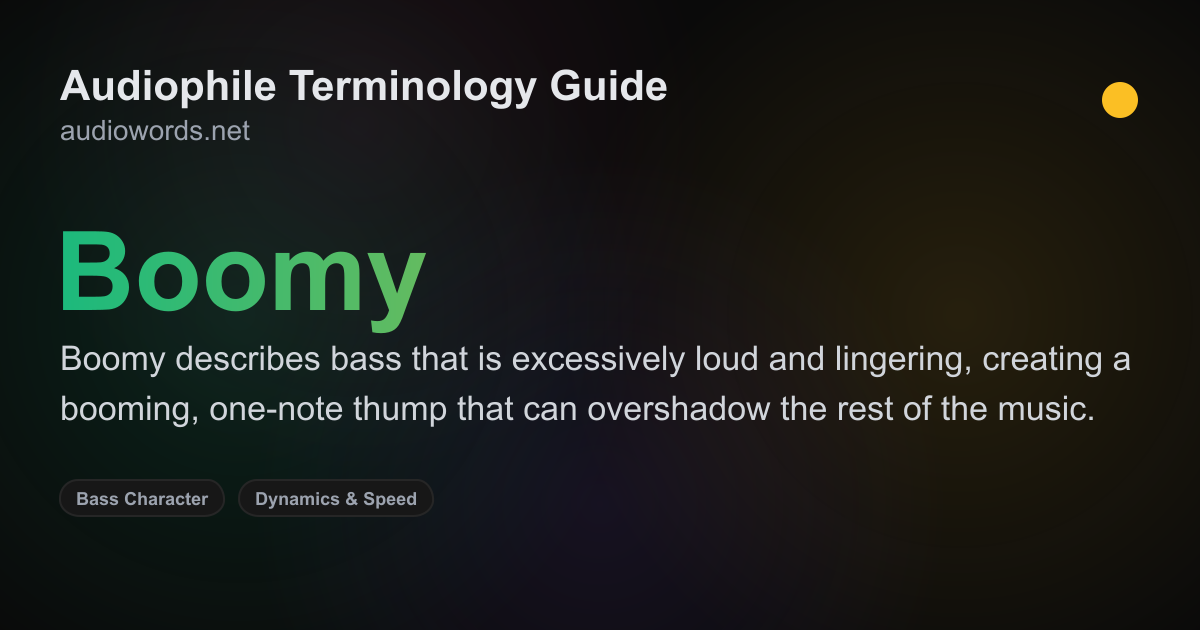 Audiophile Terminology Guide
audiowords.net
Boomy
Boomy describes bass that is excessively loud and lingering, creating a
booming, one-note thump that can overshadow the rest of the music.
Bass Character
Dynamics & Speed